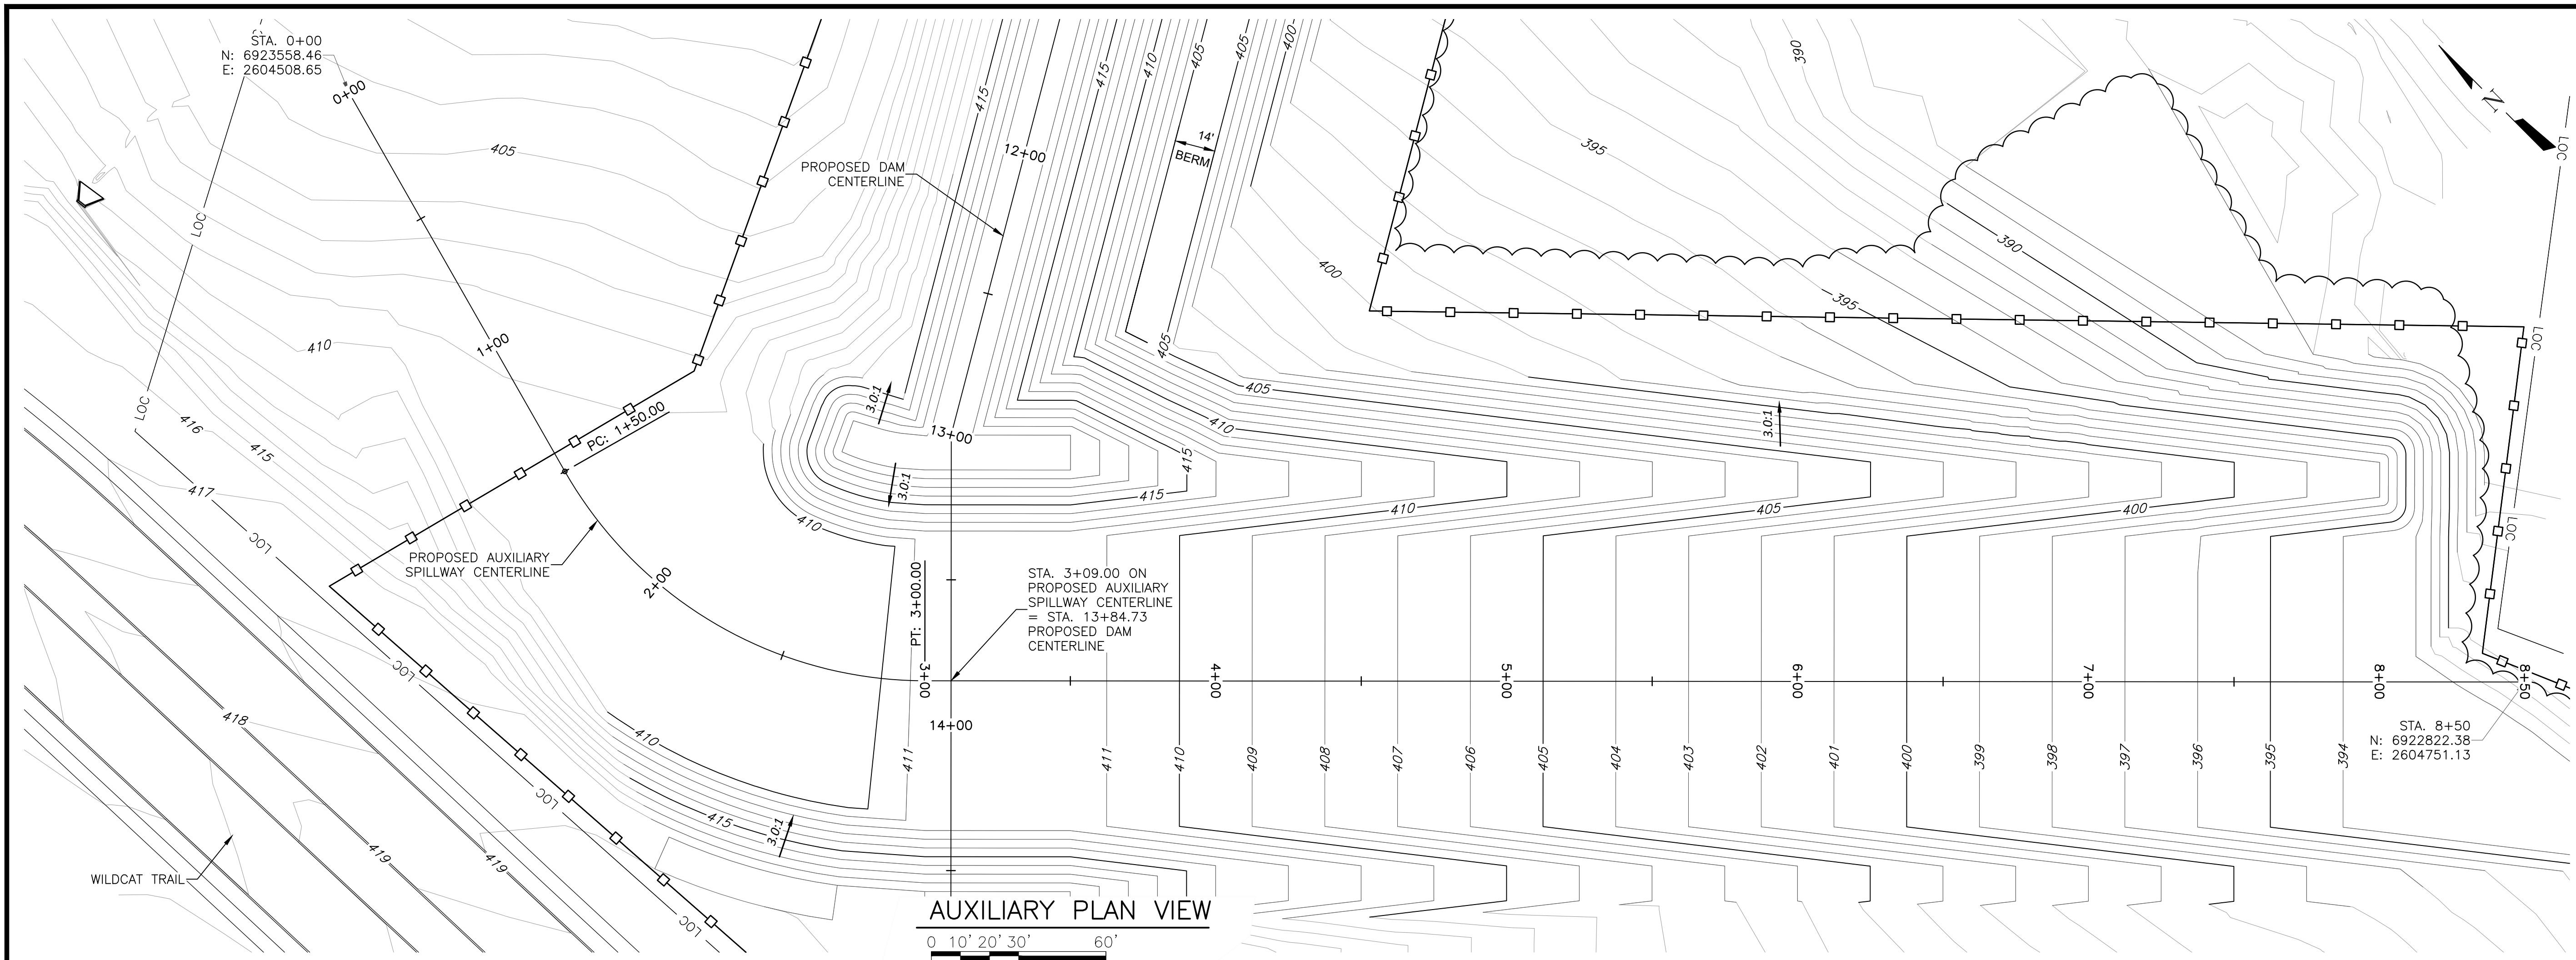 STA. 0+00
N: 6923558.46
E: 2604508.65
0+00
LOC
LOC
LOC
405
410
1+00
PC: 1+50.00
416
415
417
LOC
PROPOSED AUXILIARY
SPILLWAY CENTERLINE
2+00
LOC
418
419
419
LOC
LOC
WILDCAT TRAIL
410
415
3.0:1
PROPOSED DAM
CENTERLINE
415
12+00
415
410
405
405
400
14'
BERM
405
3.0:1
13+00
3.0:1
415
415
410
410
405
410
PT: 3+00.00
3+00
14+00
411
STA. 3+09.00 ON
PROPOSED AUXILIARY
SPILLWAY CENTERLINE
= STA. 13+84.73
PROPOSED DAM
CENTERLINE
390
395
400
395
390
3.0:1
405
400
4+00
5+00
6+00
7+00
8+00
8+50
411
410
409
408
407
406
405
404
403
402
401
400
399
398
397
396
395
394
STA. 8+50
N: 6922822.38
E: 2604751.13
N
LOC
LOC
LOC
AUXILIARY PLAN VIEW
0 10' 20' 30' 60'